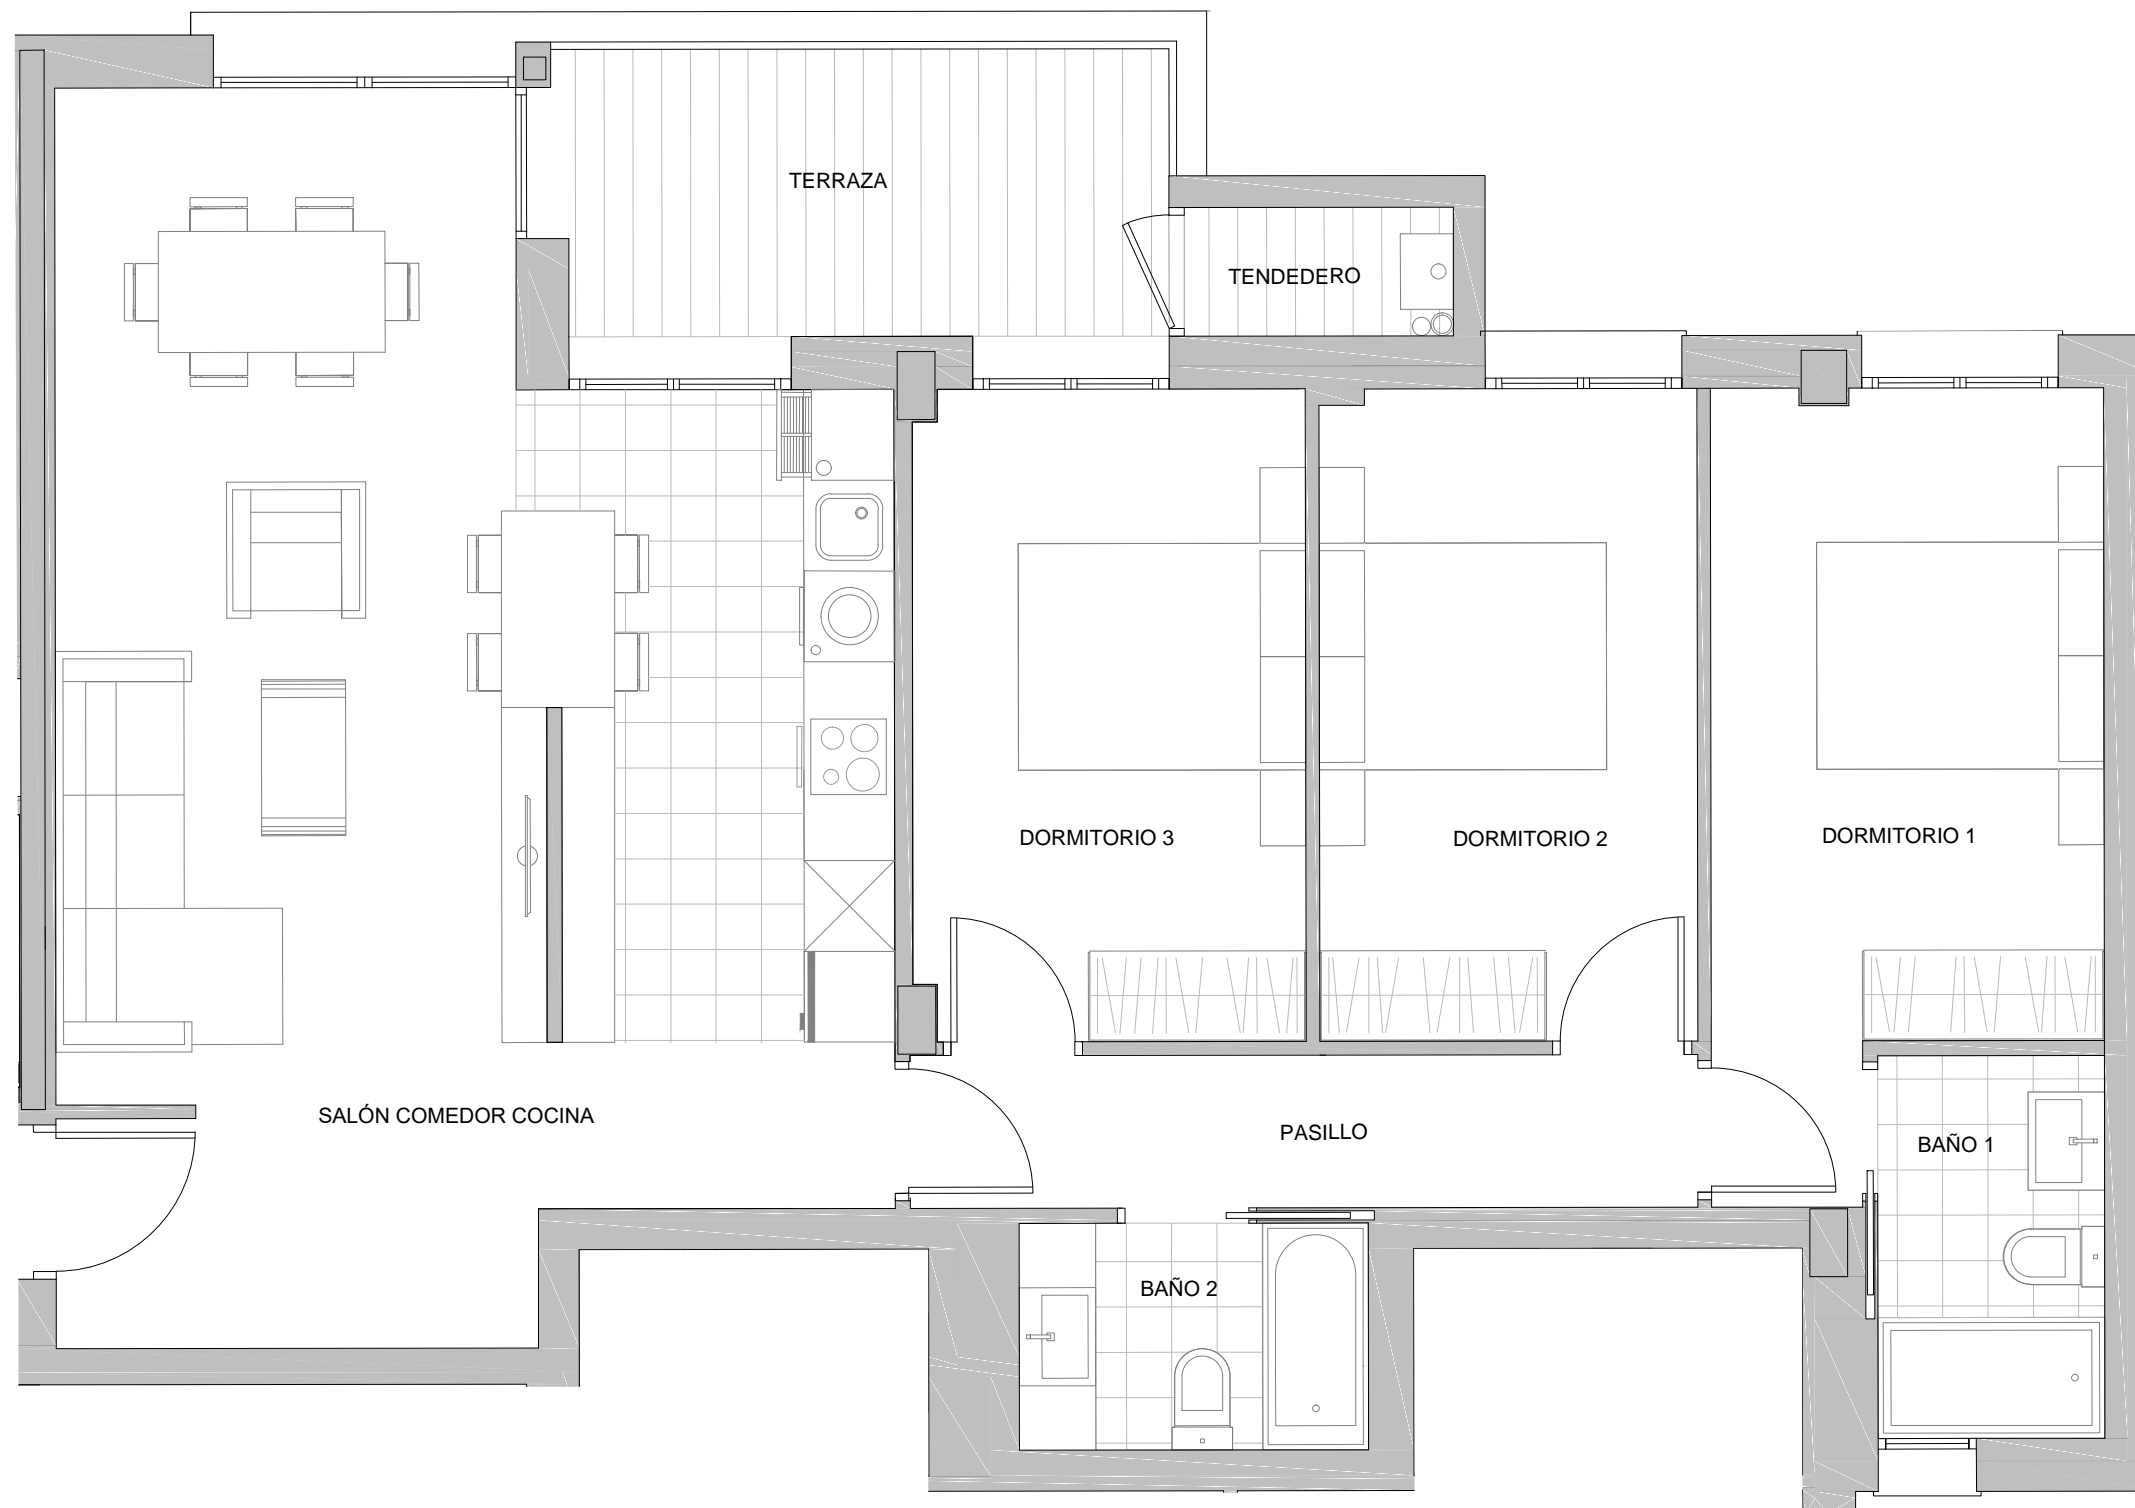 TERRAZA
TENDEDERO
DORMITORIO 3
DORMITORIO 2
DORMITORIO 1
SALÓN COMEDOR COCINA
PASILLO
BAÑO 1
BAÑO 2